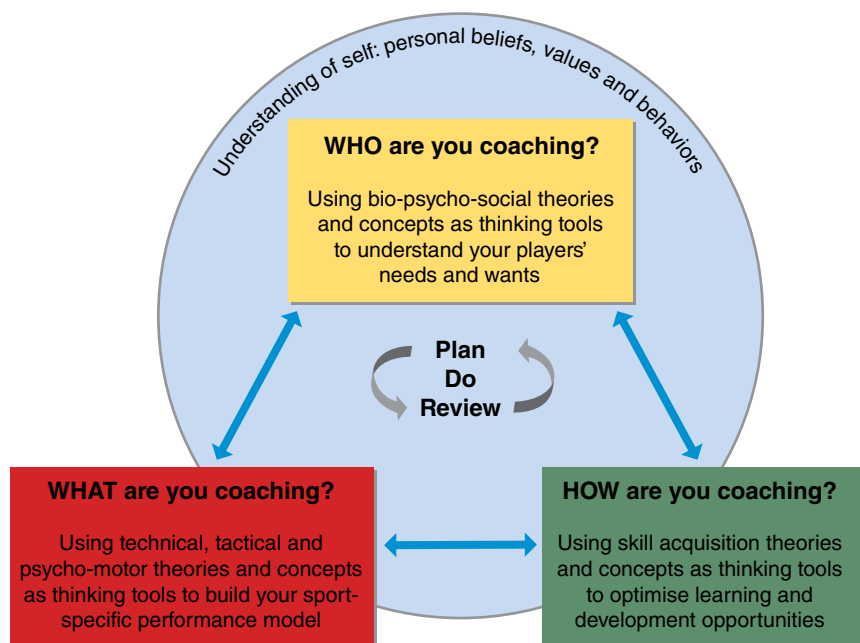 Understanding of self: personal beliefs, values and behaviors
WHO are you coaching?
Using bio-psycho-social theories
and concepts as thinking tools
to understand your players’
needs and wants
Plan
Do
Review
WHAT are you coaching?
Using technical, tactical and
psycho-motor theories and concepts
as thinking tools to build your sport-
specific performance model
HOW are you coaching?
Using skill acquisition theories
and concepts as thinking tools
to optimise learning and
development opportunities